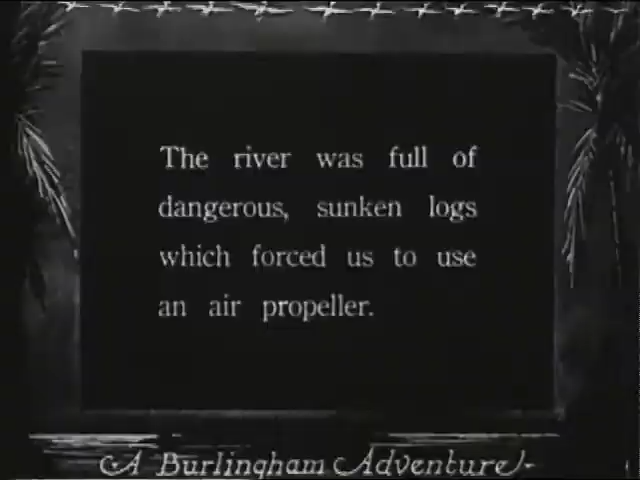 The river was full of
dangerous, sunken logs
which forced us to use
an air propeller.
A Burlingham Adventure